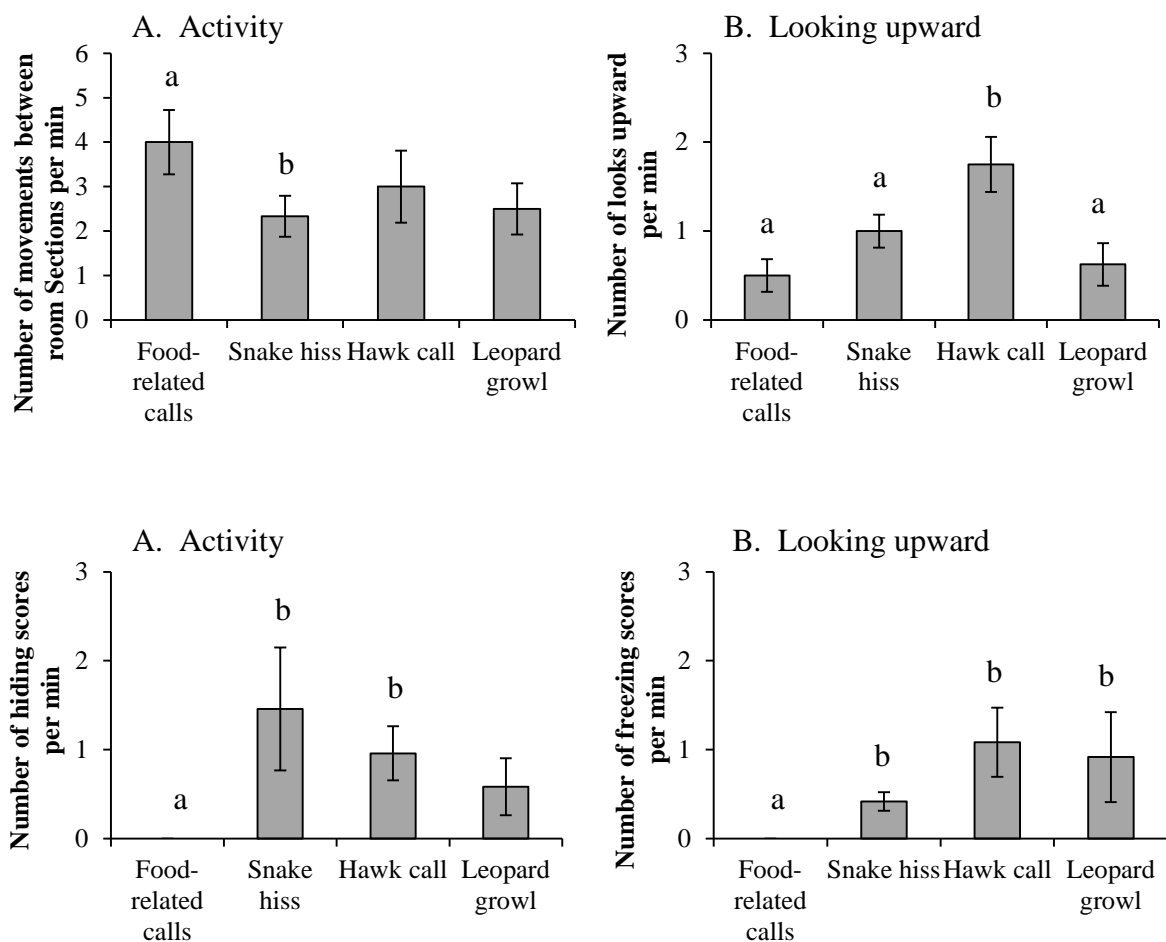 A. Activity
Number of movements between
room Sections per min
6
5
4
3
2
1
0
a
b
Food-
related
calls
Snake hiss
Hawk call
Leopard
growl
B. Looking upward
Number of looks upward
per min
3
2
1
0
a
a
b
a
Food-
related
calls
Snake
hiss
Hawk call
Leopard
growl
A. Activity
Number of hiding scores
per min
3
2
1
0
a
b
b
Food-
related
calls
Snake
hiss
Hawk call
Leopard
growl
B. Looking upward
Number of freezing scores
per min
3
2
1
0
a
b
b
b
Food-
related
calls
Snake hiss
Hawk call
Leopard
growl